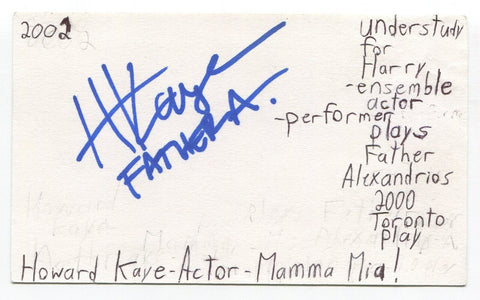 2002
HKaye
FATHER A.
understudy
for
Harry
-ensemble
actor
-performer
plays
Father
Alexandrios
2000
Toronto
play
Howard Kaye-Actor-Mamma Mia!